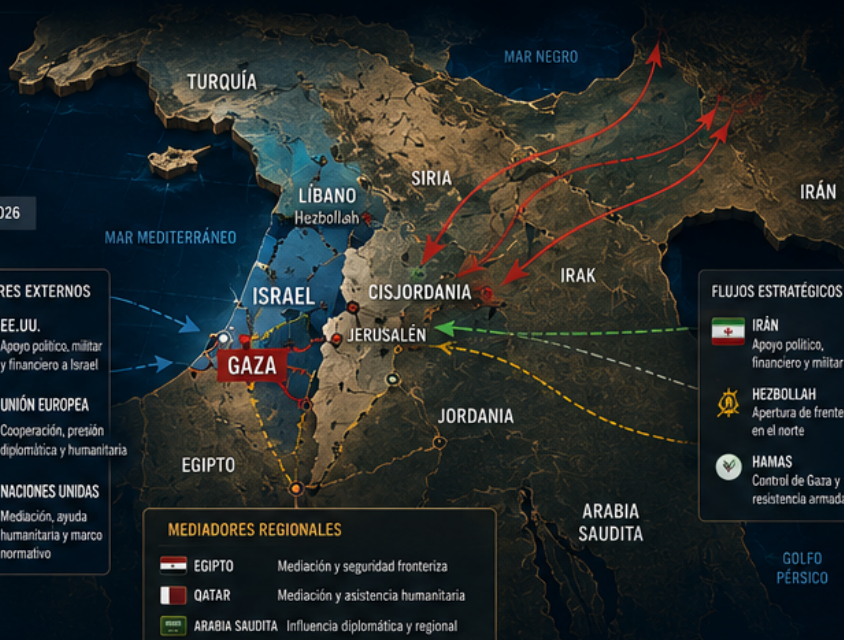 MAR NEGRO
TURQUÍA
SIRIA
IRÁN
LÍBANO
Hezbollah
026
MAR MEDITERRÁNEO
IRAK
ISRAEL
CISJORDANIA
JERUSALÉN
GAZA
JORDANIA
EGIPTO
ARABIA
SAUDITA
GOLFO
PÉRSICO
RES EXTERNOS
EE.UU.
Apoyo político, militar
y financiero a Israel
UNIÓN EUROPEA
Cooperación, presión
diplomática y humanitaria
NACIONES UNIDAS
Mediación, ayuda
humanitaria y marco
normativo
FLUJOS ESTRATÉGICOS
IRÁN
Apoyo político,
financiero y militar
HEZBOLLAH
Apertura de frente
en el norte
HAMAS
Control de Gaza y
resistencia armada
MEDIADORES REGIONALES
EGIPTO Mediación y seguridad fronteriza
QATAR Mediación y asistencia humanitaria
ARABIA SAUDITA Influencia diplomática y regional